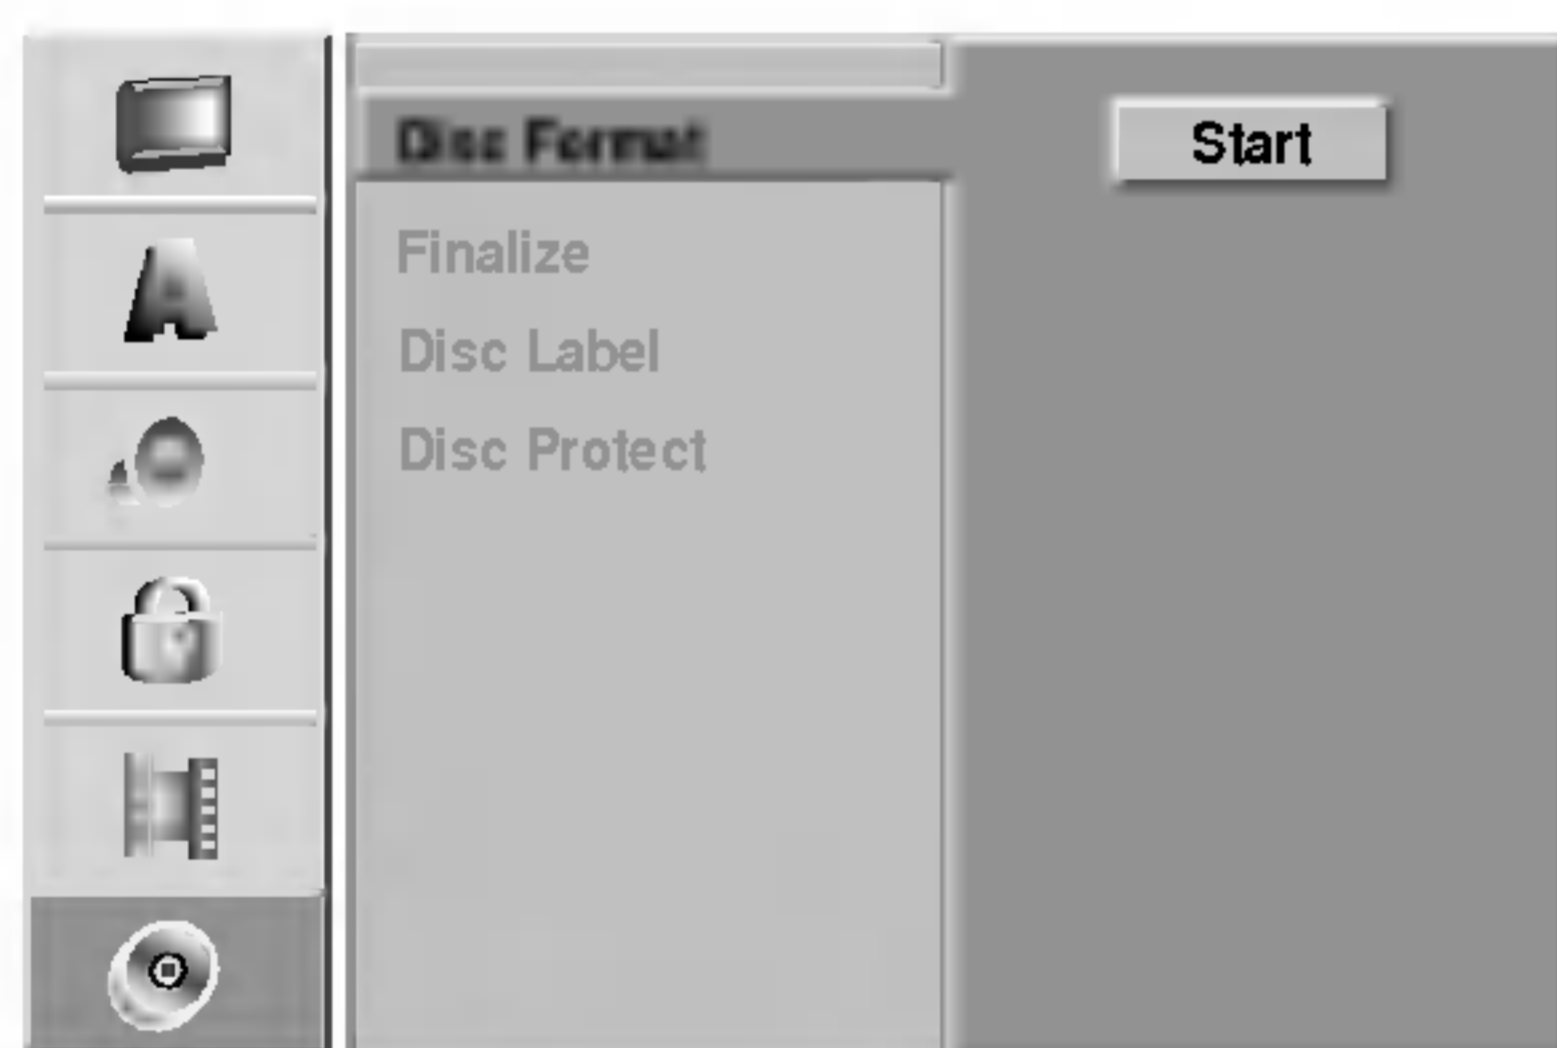 Disc Format
Start
Finalize
Disc Label
Disc Protect